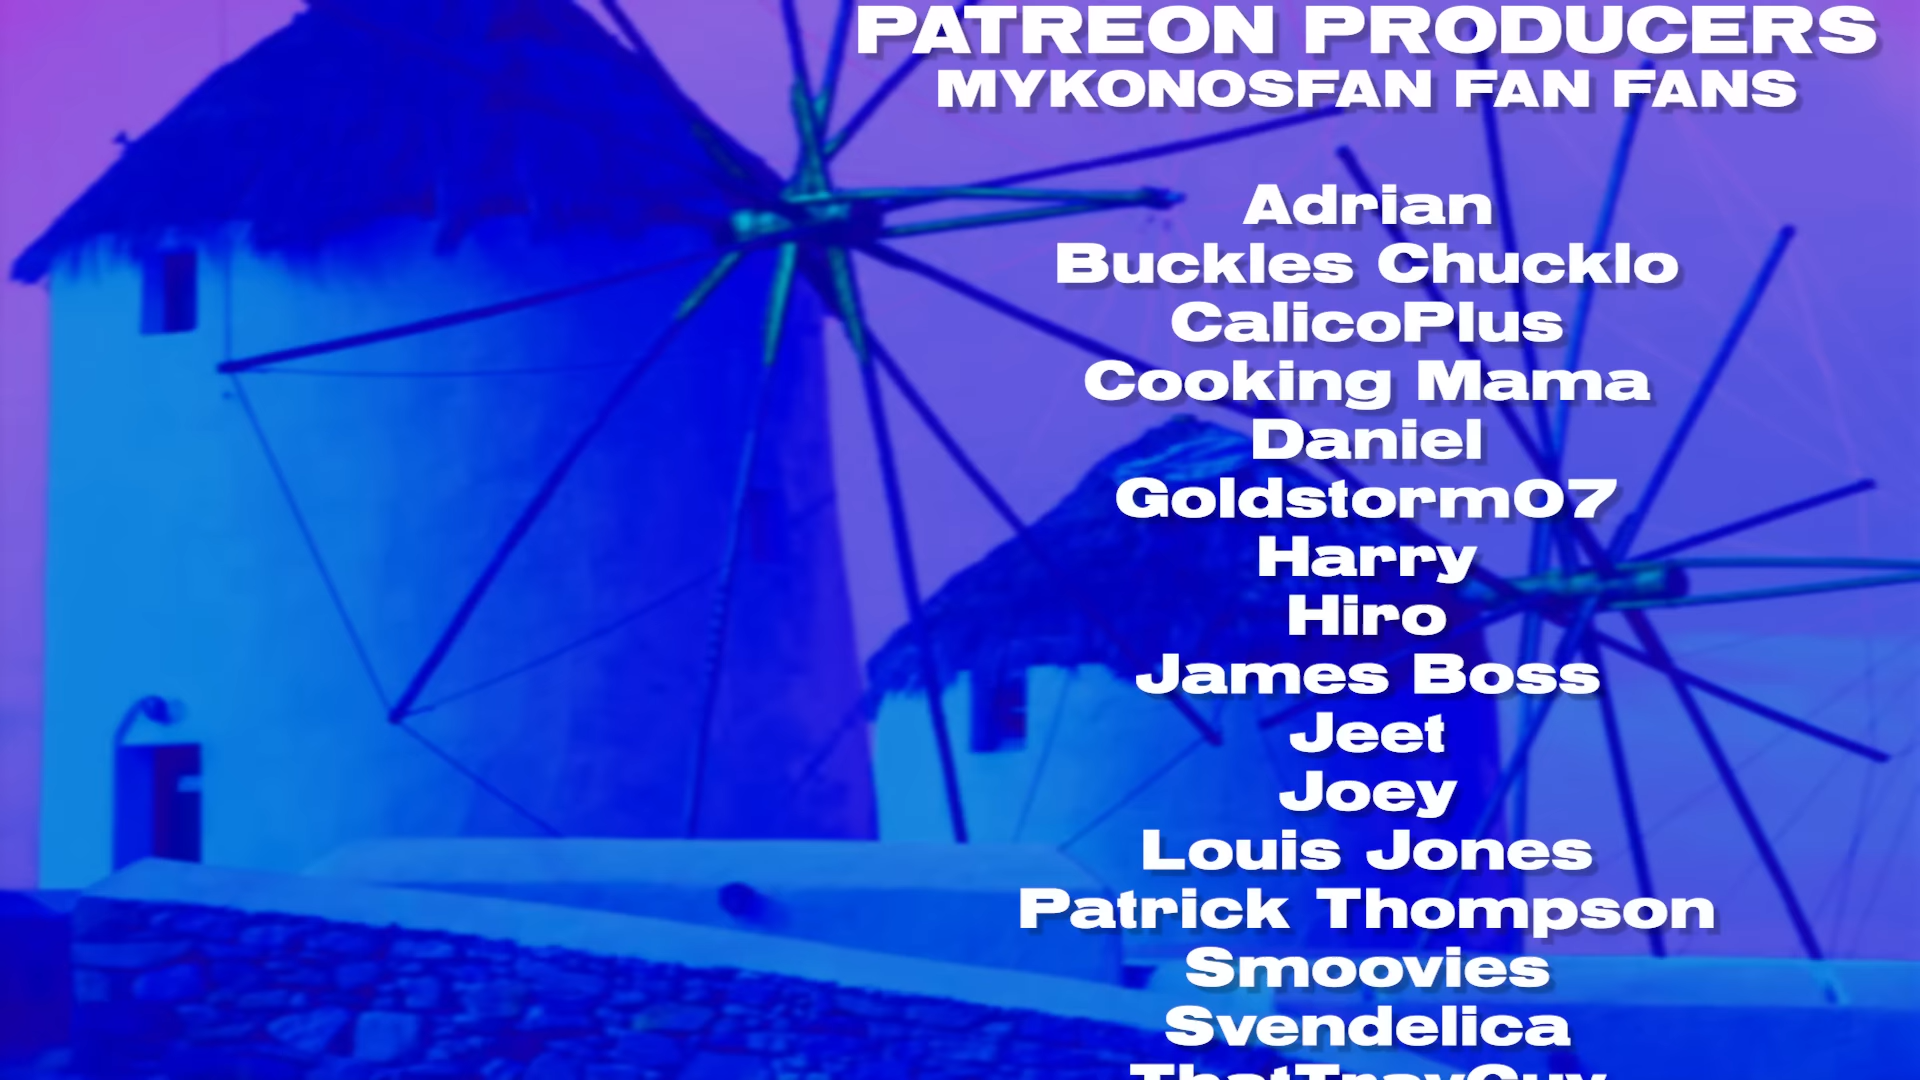 PATREON PRODUCERS
MYKONOSFAN FAN FANS
Adrian
Buckles Chucklo
CalicoPlus
Cooking Mama
Daniel
Goldstorm07
Harry
Hiro
James Boss
Jeet
Joey
Louis Jones
Patrick Thompson
Smoovies
Svendelica
ThatTrayGuy